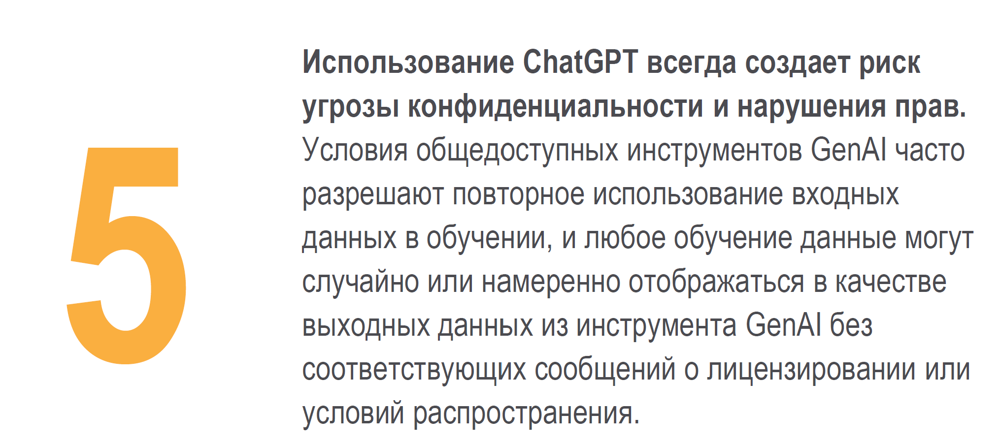 5
Использование ChatGPT всегда создает риск
угрозы конфиденциальности и нарушения прав.
Условия общедоступных инструментов GenAI часто
разрешают повторное использование входных
данных в обучении, и любое обучение данные могут
случайно или намеренно отображаться в качестве
выходных данных из инструмента GenAI без
соответствующих сообщений о лицензировании или
условий распространения.